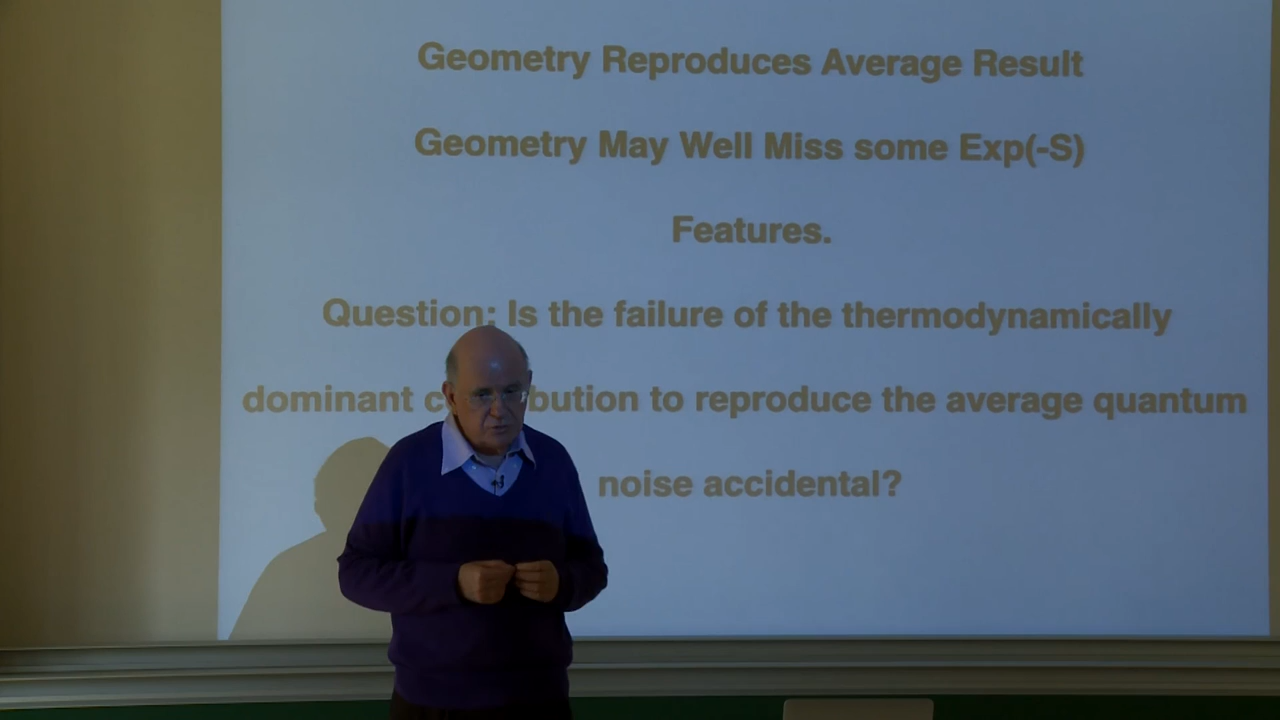 Geometry Reproduces Average Result
Geometry May Well Miss some Exp(-S)
Features.
Question: Is the failure of the thermodynamically
dominant bution to reproduce the average quantum
noise accidental?